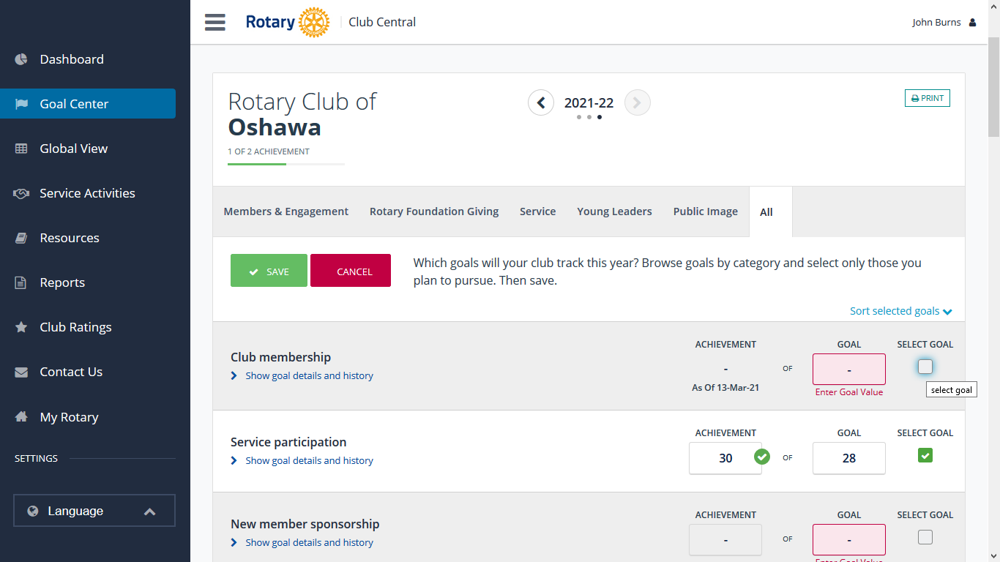 Rotary
Club Central
John Burns
Dashboard
Goal Center
Global View
Service Activities
Resources
Reports
Club Ratings
Contact Us
My Rotary
SETTINGS
Language
Rotary Club of
Oshawa
1 OF 2 ACHIEVEMENT
2021-22
PRINT
Members & Engagement
Rotary Foundation Giving
Service
Young Leaders
Public Image
All
SAVE
CANCEL
Which goals will your club track this year? Browse goals by category and select only those you
plan to pursue. Then save.
Sort selected goals
Club membership
Show goal details and history
ACHIEVEMENT
-
As Of 13-Mar-21
OF
GOAL
-
Enter Goal Value
SELECT GOAL
select goal
Service participation
Show goal details and history
ACHIEVEMENT
30
OF
GOAL
28
SELECT GOAL
New member sponsorship
Show goal details and history
ACHIEVEMENT
-
OF
GOAL
-
Enter Goal Value
SELECT GOAL